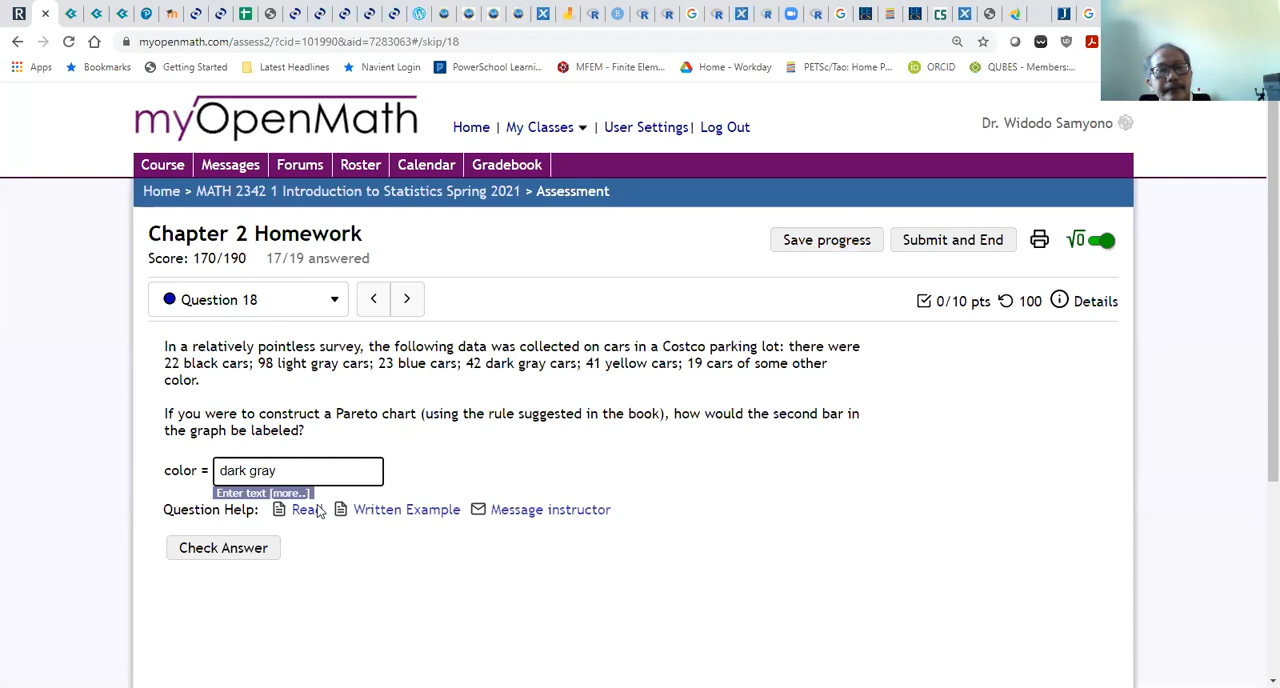 myopenmath.com/assess2/?cid=101990&aid=7283063#/skip/18
Apps Bookmarks Getting Started Latest Headlines Navient Login PowerSchool Learni... MFEM - Finite Elem... Home - Workday PETSc/Tao: Home P... ORCID QUBES - Members:...
myOpenMath
Home | My Classes | User Settings | Log Out
Dr. Widodo Samyono
Course Messages Forums Roster Calendar Gradebook
Home > MATH 2342 1 Introduction to Statistics Spring 2021 > Assessment
Chapter 2 Homework
Save progress Submit and End √0
Score: 170/190 17/19 answered
Question 18 < > 0/10 pts 100 Details
In a relatively pointless survey, the following data was collected on cars in a Costco parking lot: there were
22 black cars; 98 light gray cars; 23 blue cars; 42 dark gray cars; 41 yellow cars; 19 cars of some other
color.
If you were to construct a Pareto chart (using the rule suggested in the book), how would the second bar in
the graph be labeled?
color = dark gray
Enter text [more..]
Question Help: Read Written Example Message instructor
Check Answer